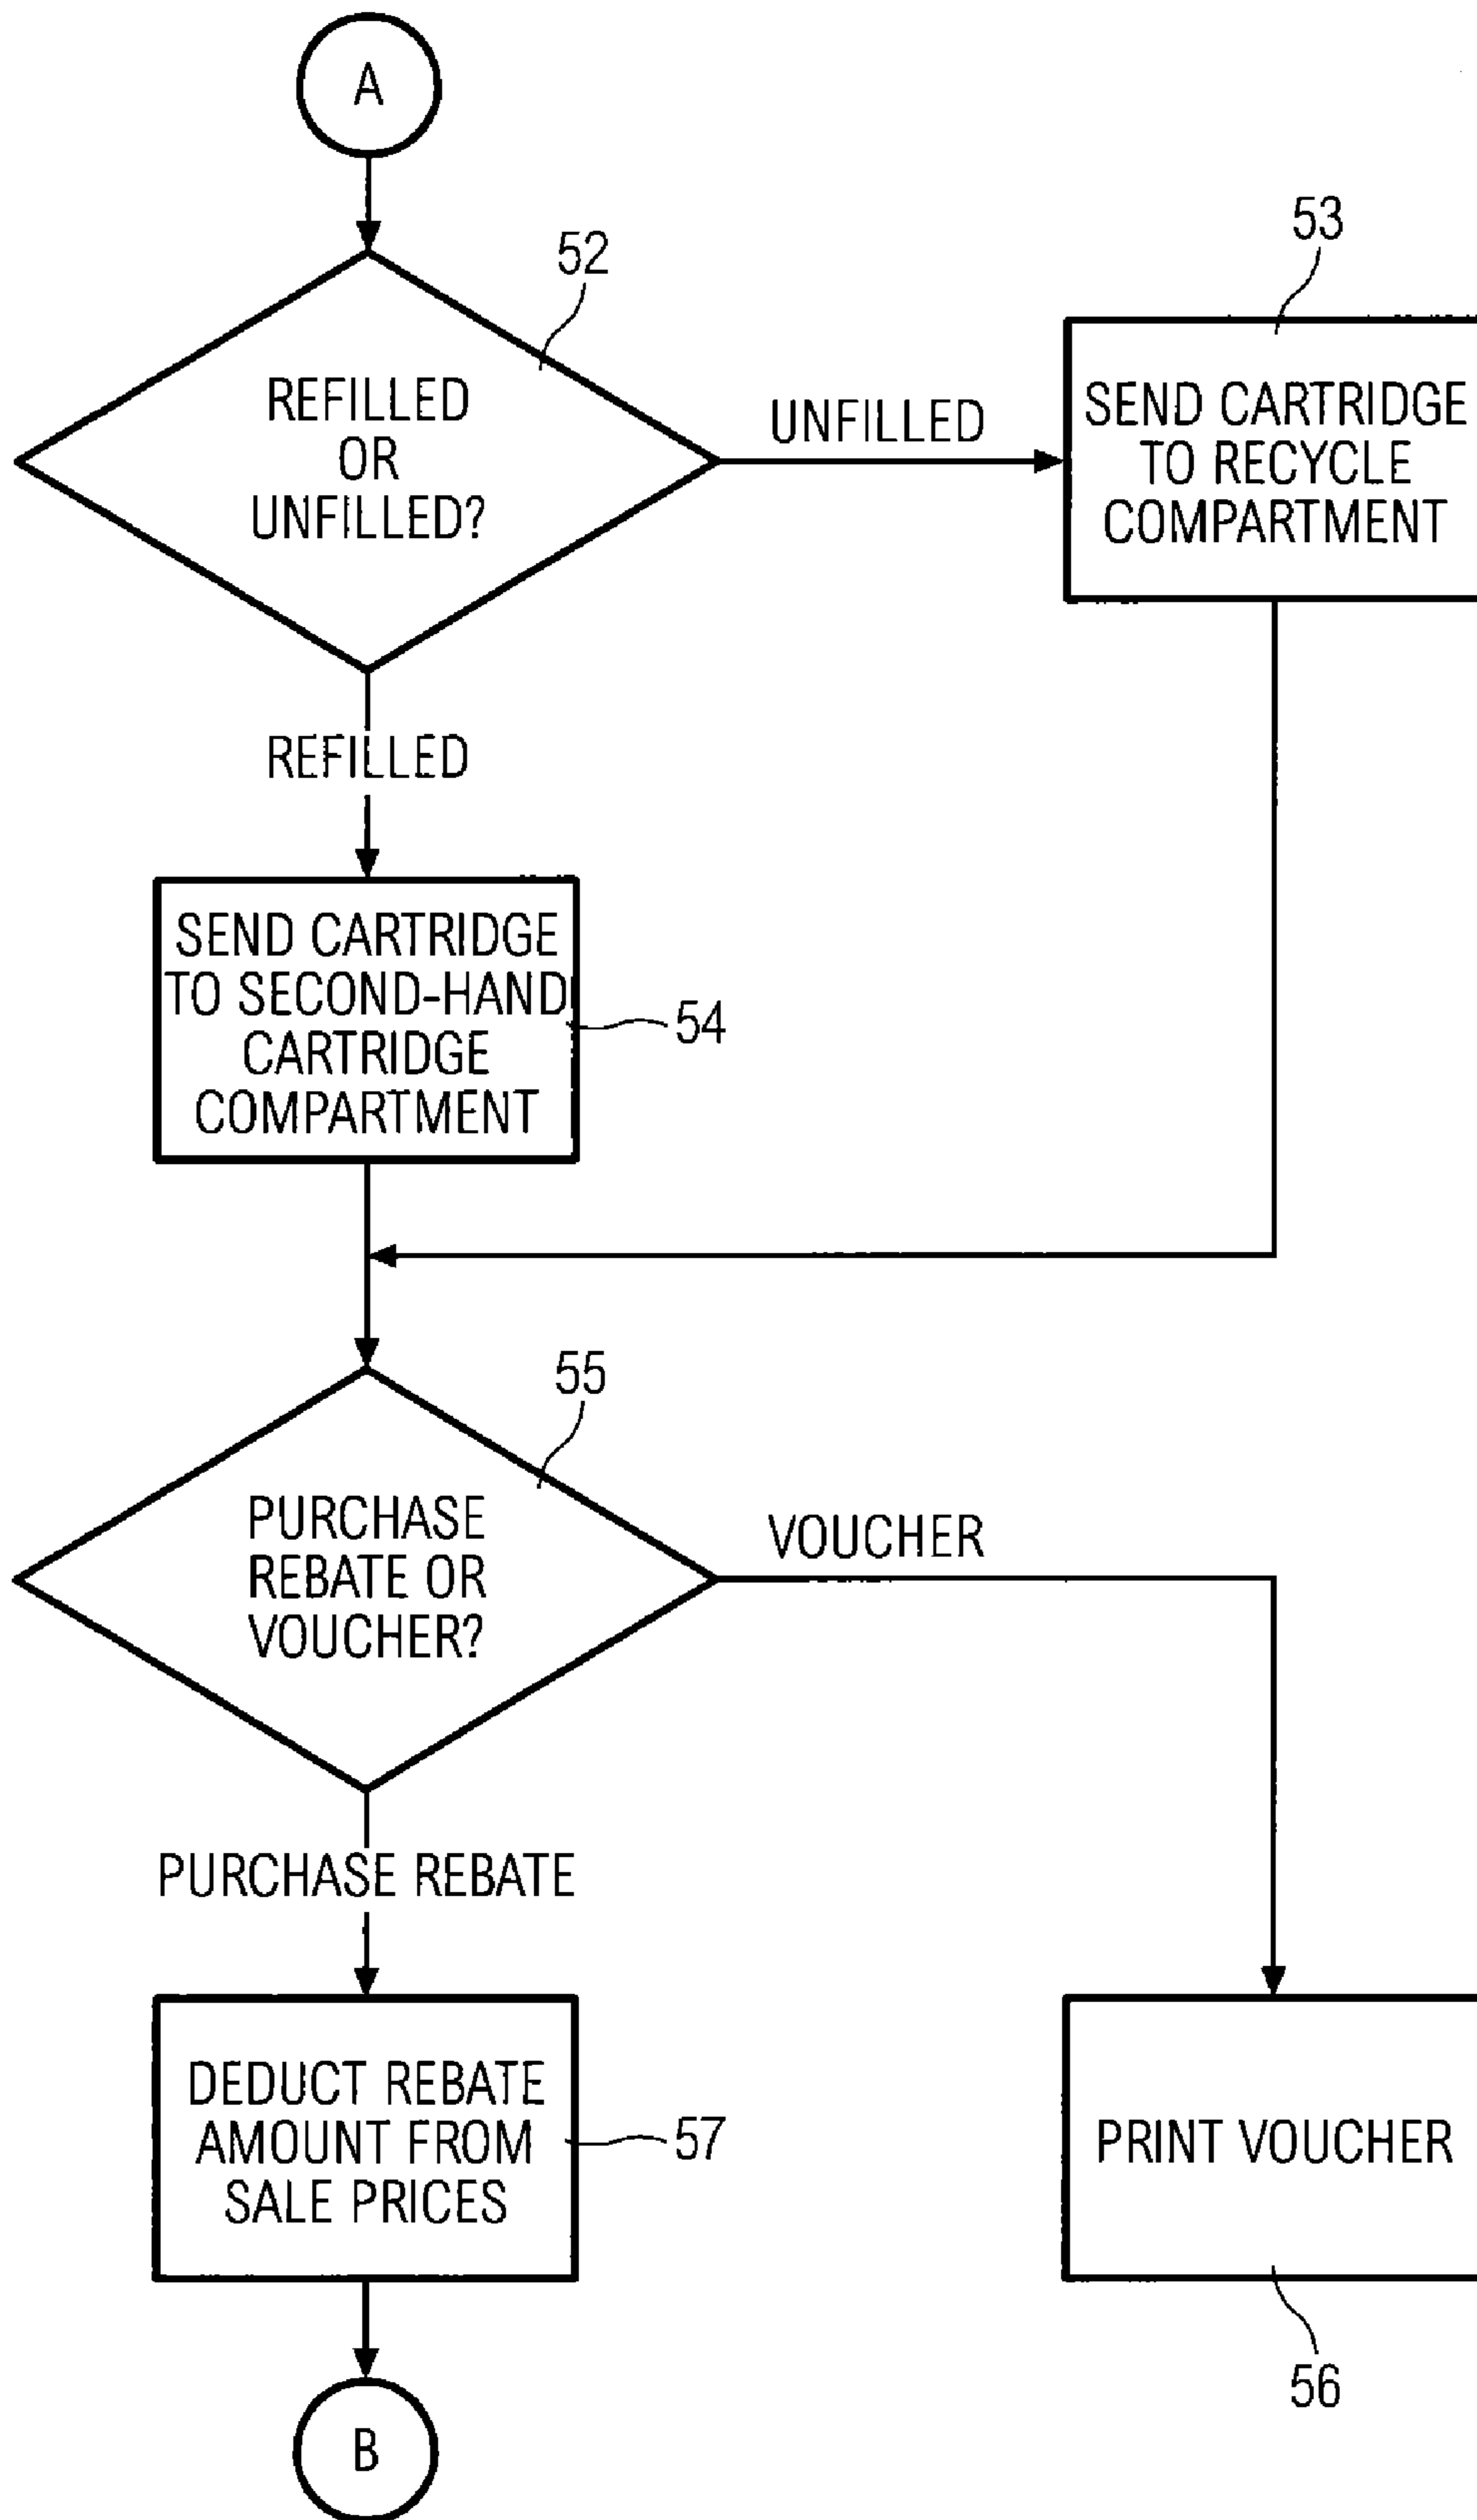 A
52
REFILLED
OR
UNFILLED?
UNFILLED
53
SEND CARTRIDGE
TO RECYCLE
COMPARTMENT
REFILLED
SEND CARTRIDGE
TO SECOND-HAND
CARTRIDGE
COMPARTMENT
54
55
PURCHASE
REBATE OR
VOUCHER?
VOUCHER
PURCHASE REBATE
DEDUCT REBATE
AMOUNT FROM
SALE PRICES
57
PRINT VOUCHER
56
B